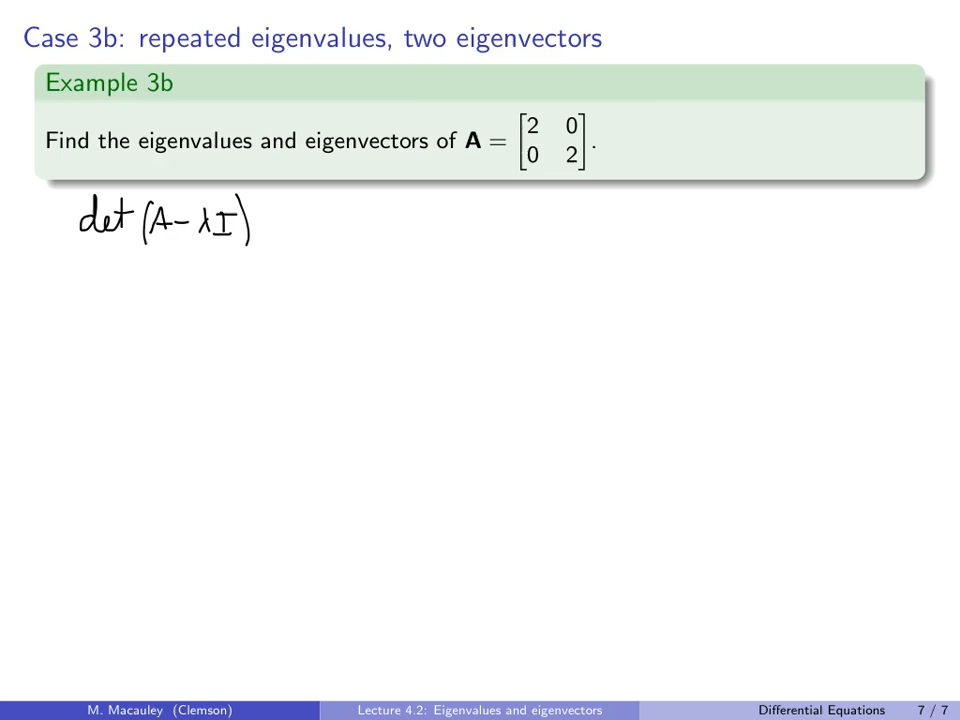 Case 3b: repeated eigenvalues, two eigenvectors
Example 3b
Find the eigenvalues and eigenvectors of A = [2 0; 0 2].
det(A-λI)
M. Macauley (Clemson) Lecture 4.2: Eigenvalues and eigenvectors Differential Equations 7 / 7